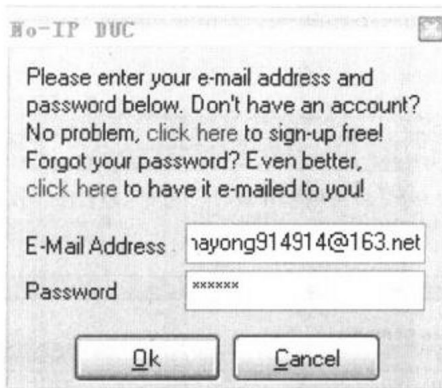 No-IP DUC
Please enter your e-mail address and
password below. Don't have an account?
No problem, click here to sign-up free!
Forgot your password? Even better,
click here to have it e-mailed to you!
E-Mail Address
ayong914914@163.net
Password
××××××
Ok
Cancel